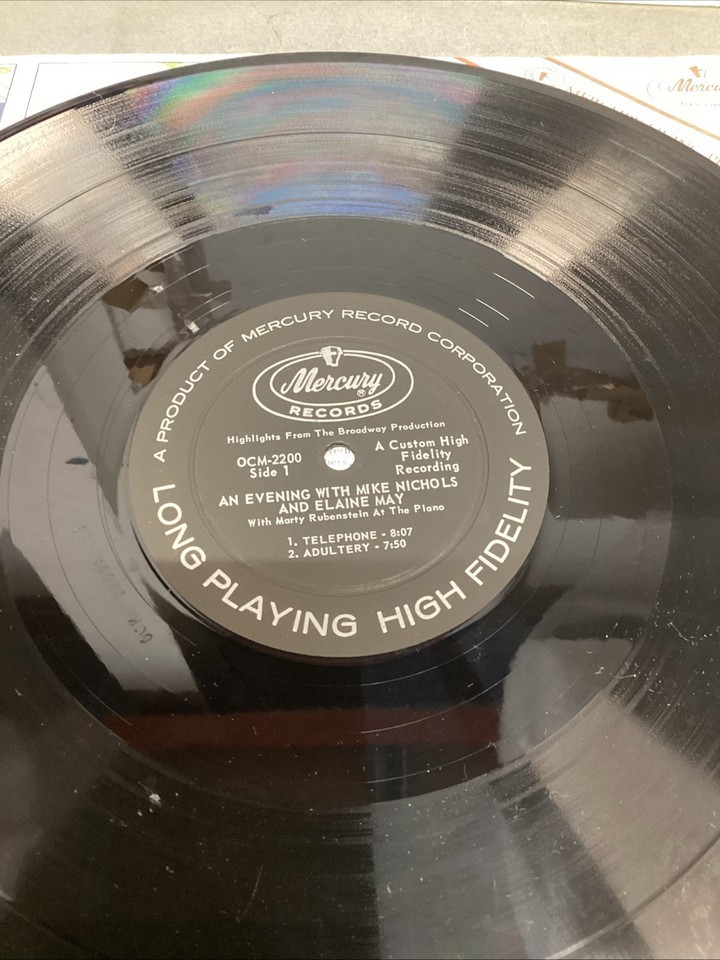 A PRODUCT OF MERCURY RECORD CORPORATION
Mercury
®
RECORDS
Highlights From The Broadway Production
OCM-2200
Side 1
A Custom High
Fidelity
Recording
AN EVENING WITH MIKE NICHOLS
AND ELAINE MAY
With Marty Rubenstein At The Piano
1. TELEPHONE - 8:07
2. ADULTERY - 7:50
LONG PLAYING HIGH FIDELITY